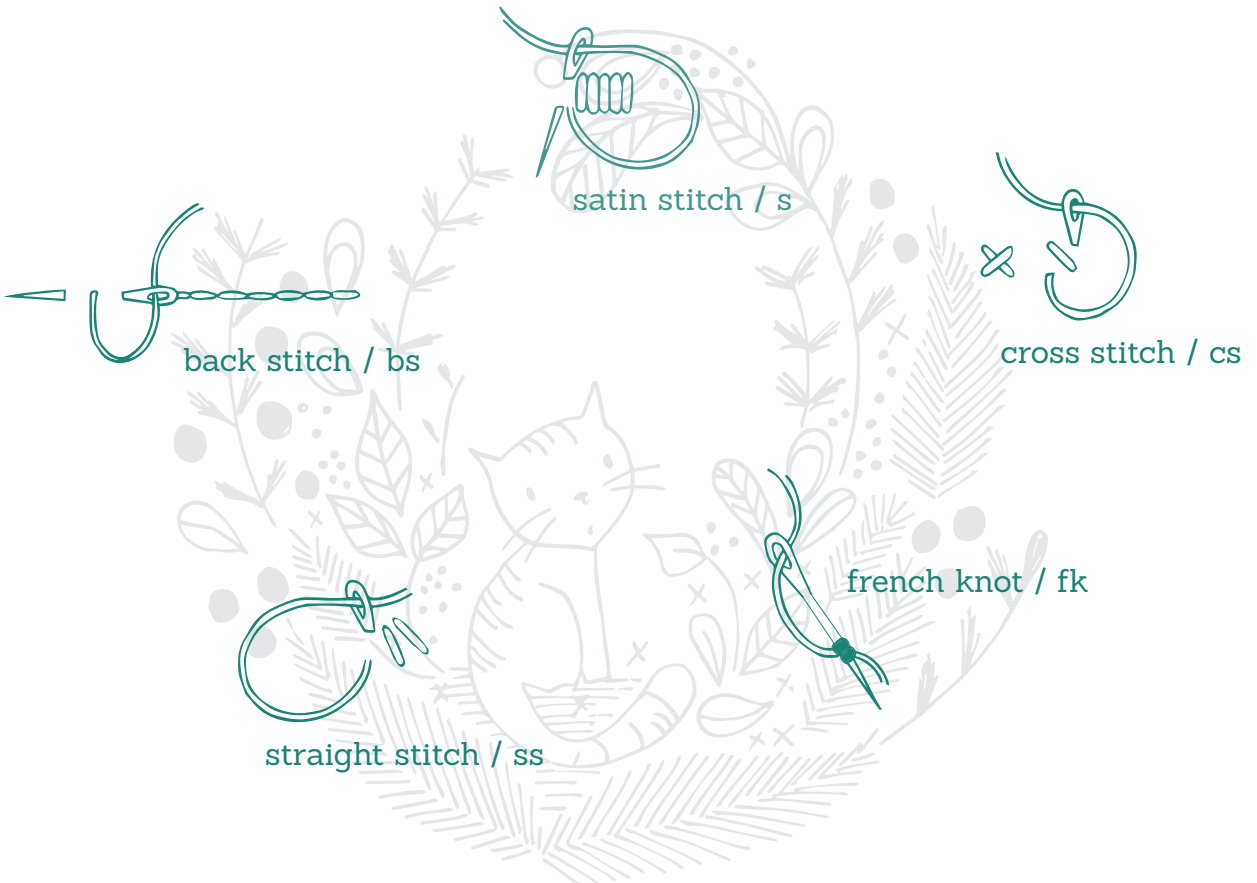 satin stitch / s
cross stitch / cs
back stitch / bs
french knot / fk
straight stitch / ss